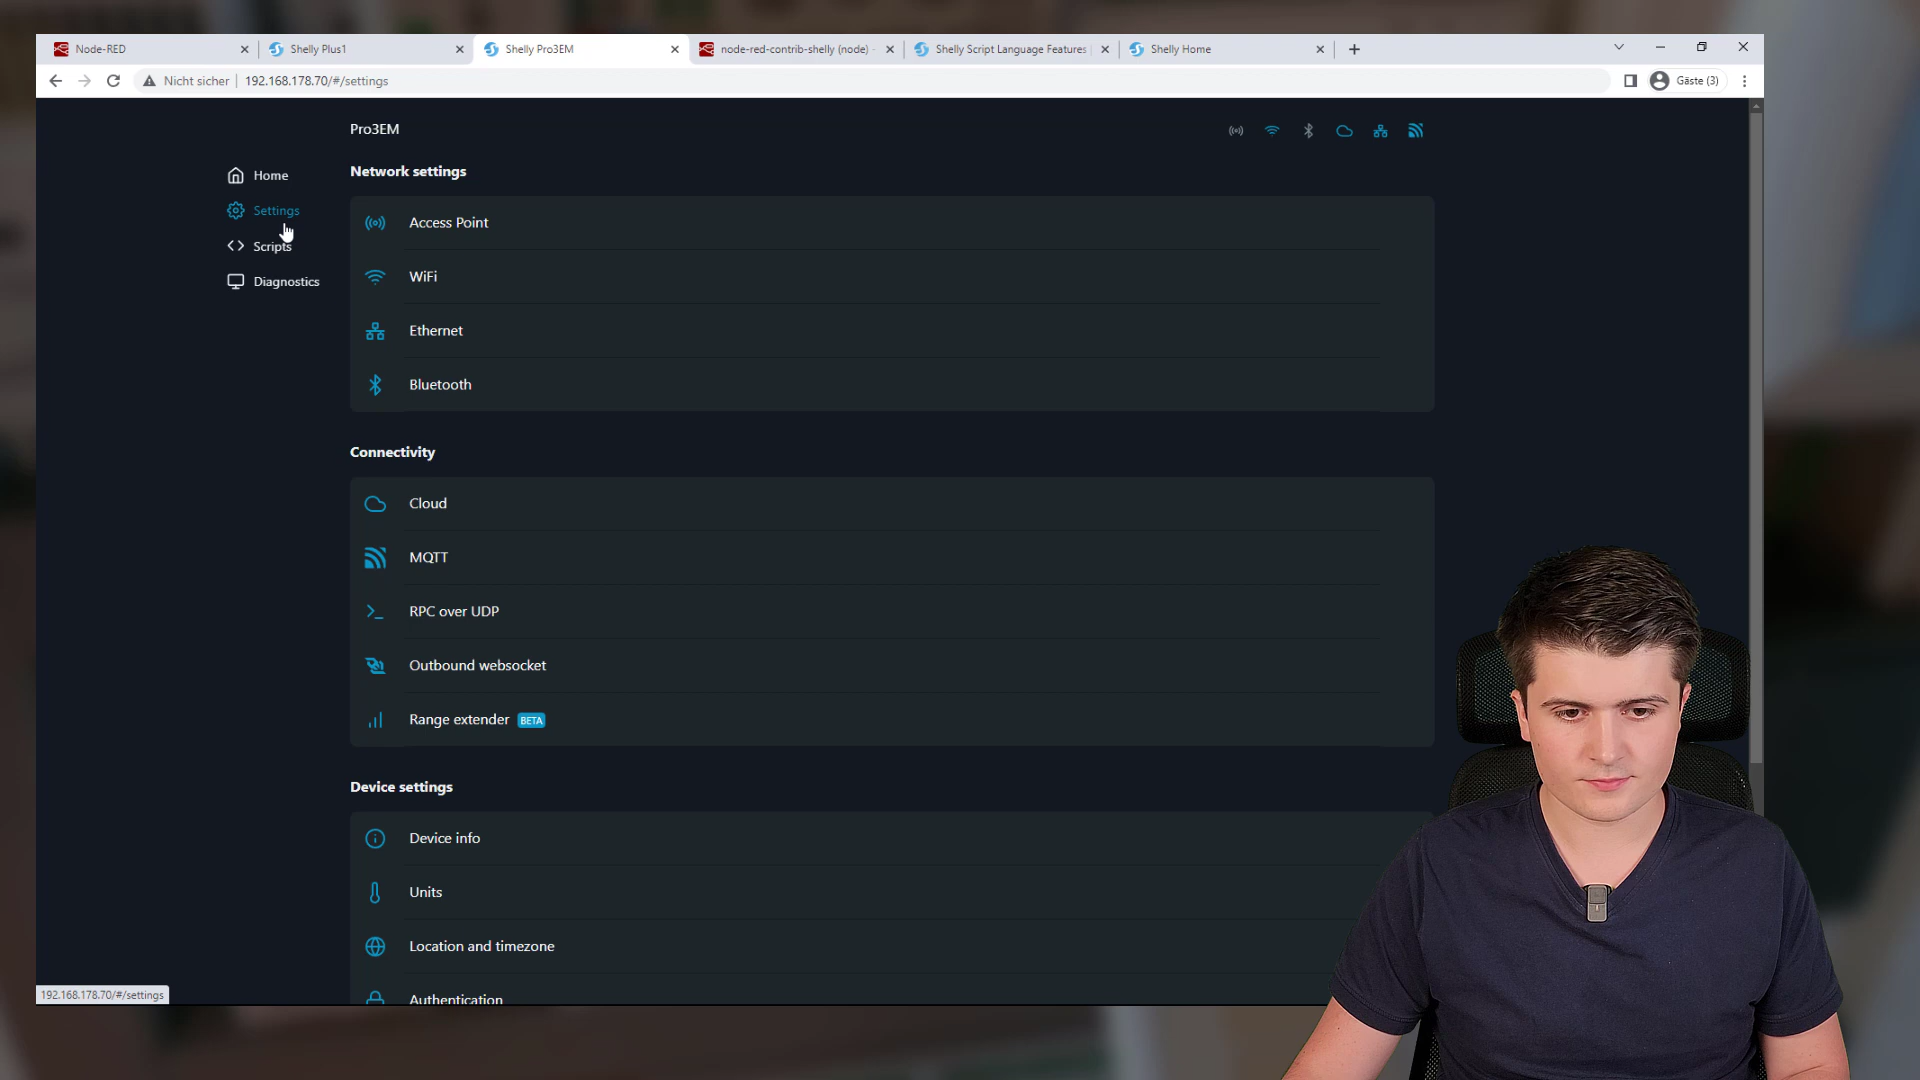 Node-RED
Shelly Plus1
Shelly Pro3EM
node-red-contrib-shelly (node) -
Shelly Script Language Features |
Shelly Home
Nicht sicher | 192.168.178.70/#/settings
Gäste (3)
Pro3EM
Home
Settings
Scripts
Diagnostics
Network settings
Access Point
WiFi
Ethernet
Bluetooth
Connectivity
Cloud
MQTT
RPC over UDP
Outbound websocket
Range extender BETA
Device settings
Device info
Units
Location and timezone
Authentication
192.168.178.70/#/settings